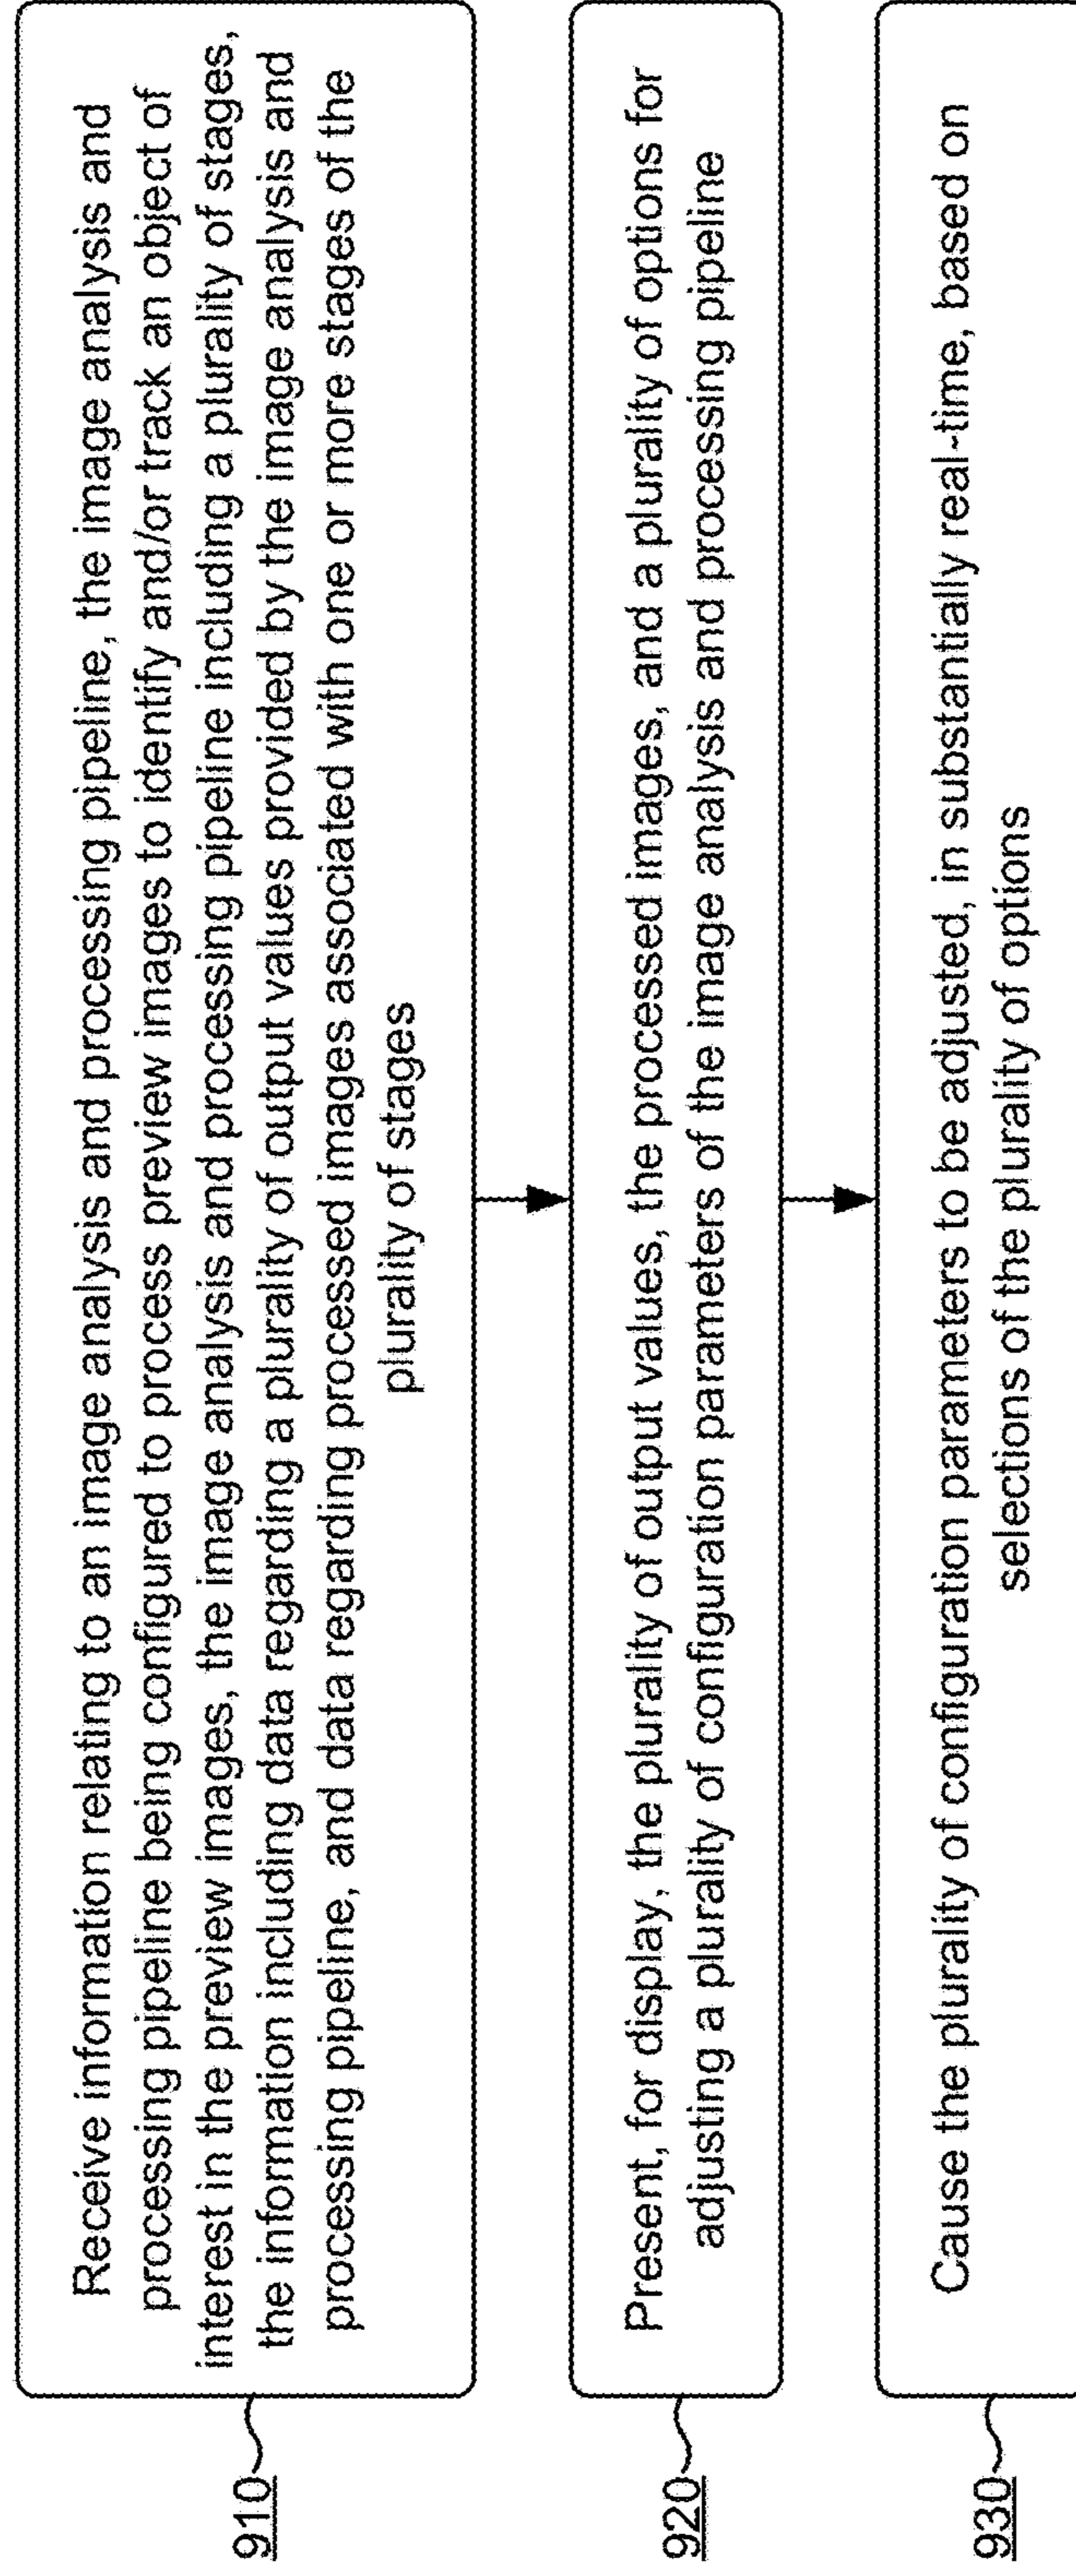 910
Receive information relating to an image analysis and processing pipeline, the image analysis and
processing pipeline being configured to process preview images to identify and/or track an object of
interest in the preview images, the image analysis and processing pipeline including a plurality of stages,
the information including data regarding a plurality of output values provided by the image analysis and
processing pipeline, and data regarding processed images associated with one or more stages of the
plurality of stages
920
Present, for display, the plurality of output values, the processed images, and a plurality of options for
adjusting a plurality of configuration parameters of the image analysis and processing pipeline
930
Cause the plurality of configuration parameters to be adjusted, in substantially real-time, based on
selections of the plurality of options